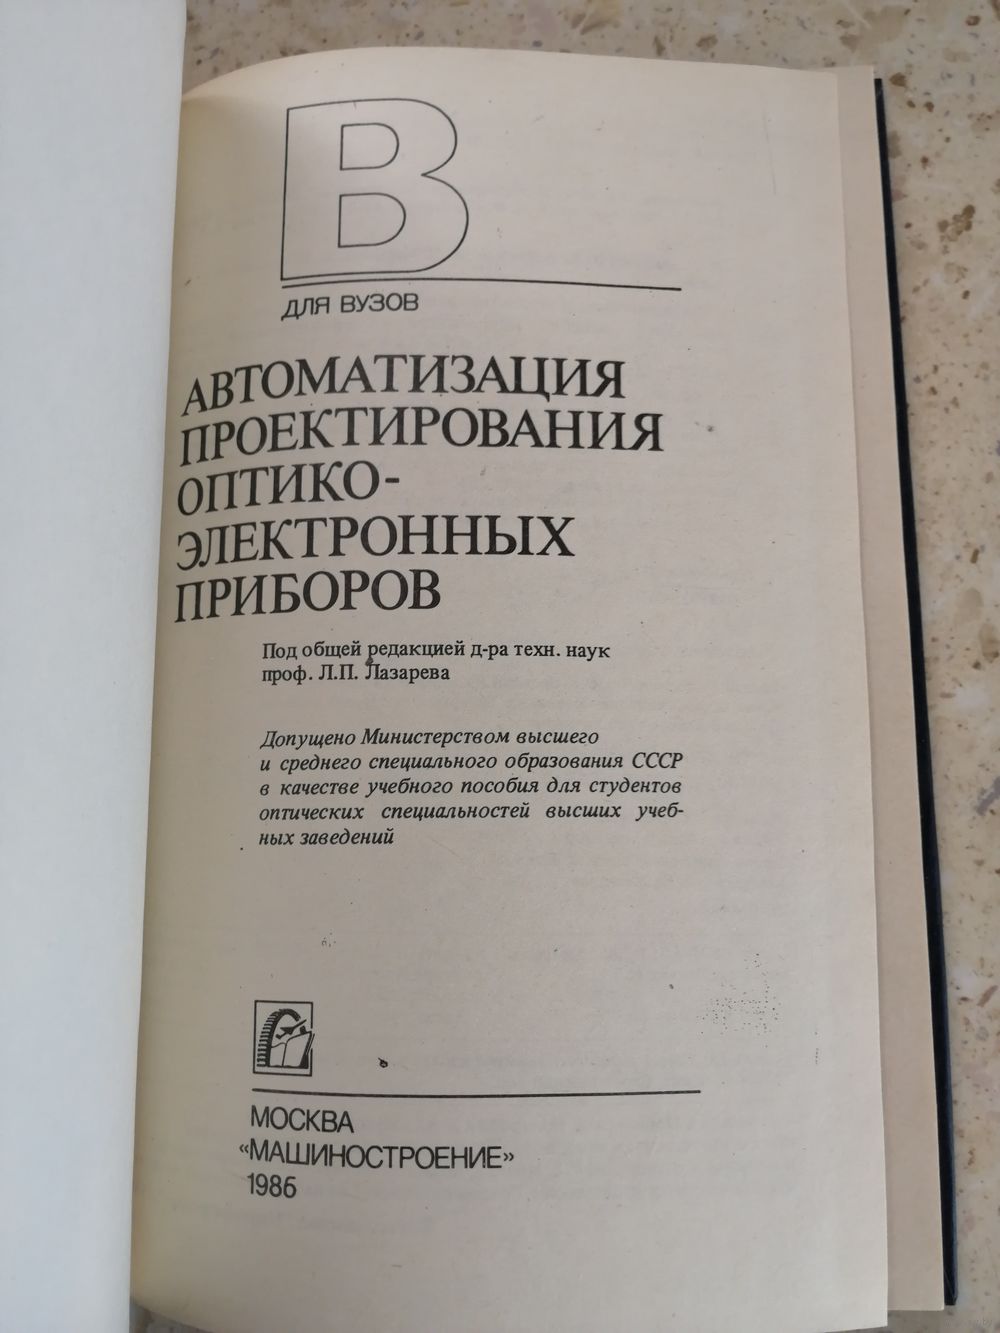 В
ДЛЯ ВУЗОВ
АВТОМАТИЗАЦИЯ
ПРОЕКТИРОВАНИЯ
ОПТИКО-
ЭЛЕКТРОННЫХ
ПРИБОРОВ
Под общей редакцией д-ра техн. наук
проф. Л.П. Лазарева
Допущено Министерством высшего
и среднего специального образования СССР
в качестве учебного пособия для студентов
оптических специальностей высших учеб-
ных заведений
МОСКВА
«МАШИНОСТРОЕНИЕ»
1986